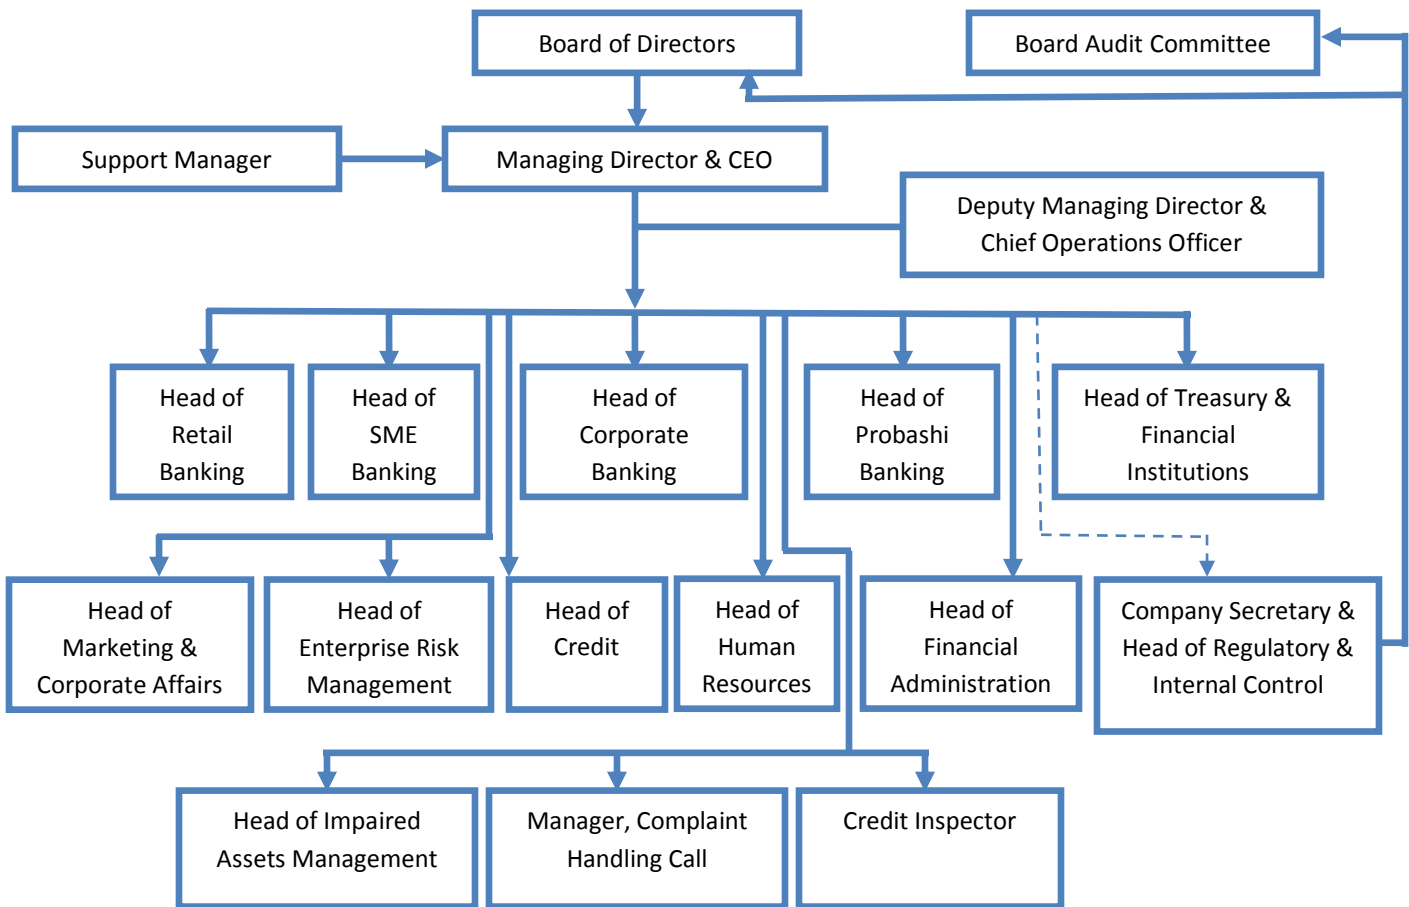 Board of Directors
Board Audit Committee
Support Manager
Managing Director & CEO
Deputy Managing Director &
Chief Operations Officer
Head of
Retail
Banking
Head of
SME
Banking
Head of
Corporate
Banking
Head of
Probashi
Banking
Head of Treasury &
Financial
Institutions
Head of
Marketing &
Corporate Affairs
Head of
Enterprise Risk
Management
Head of
Credit
Head of
Human
Resources
Head of
Financial
Administration
Company Secretary &
Head of Regulatory &
Internal Control
Head of Impaired
Assets Management
Manager, Complaint
Handling Call
Credit Inspector